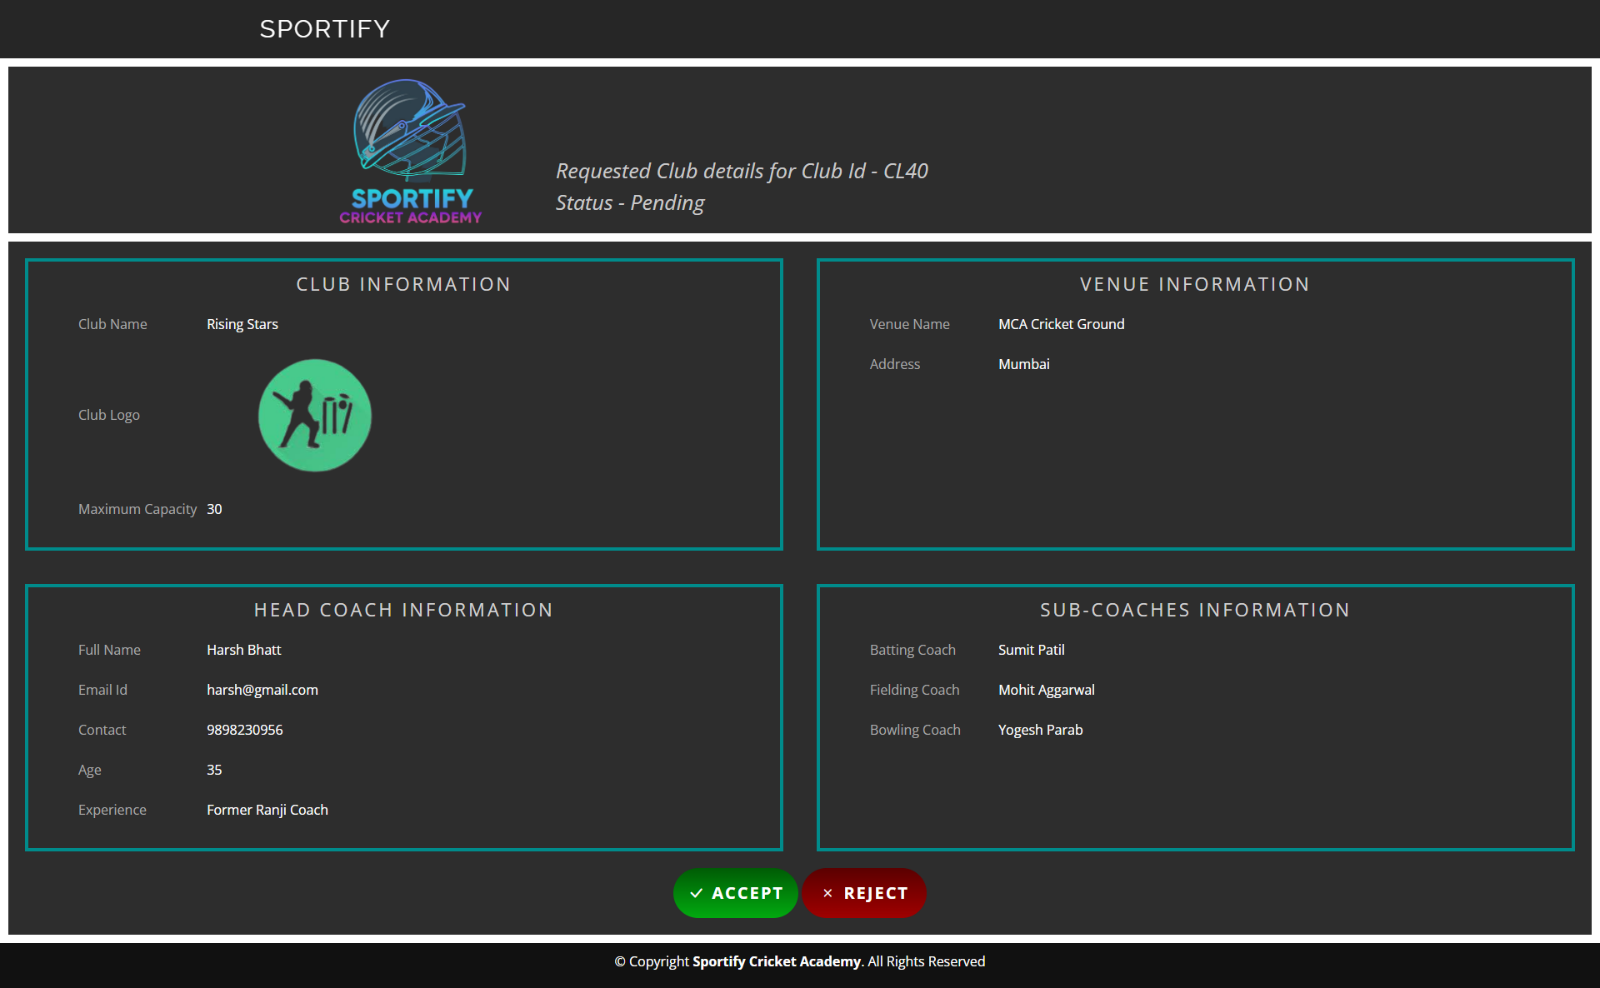 SPORTIFY
SPORTIFY
CRICKET ACADEMY
Requested Club details for Club Id - CL40
Status - Pending
CLUB INFORMATION
Club Name Rising Stars
Club Logo
Maximum Capacity 30
VENUE INFORMATION
Venue Name MCA Cricket Ground
Address Mumbai
HEAD COACH INFORMATION
Full Name Harsh Bhatt
Email Id harsh@gmail.com
Contact 9898230956
Age 35
Experience Former Ranji Coach
SUB-COACHES INFORMATION
Batting Coach Sumit Patil
Fielding Coach Mohit Aggarwal
Bowling Coach Yogesh Parab
✓ ACCEPT × REJECT
© Copyright Sportify Cricket Academy. All Rights Reserved